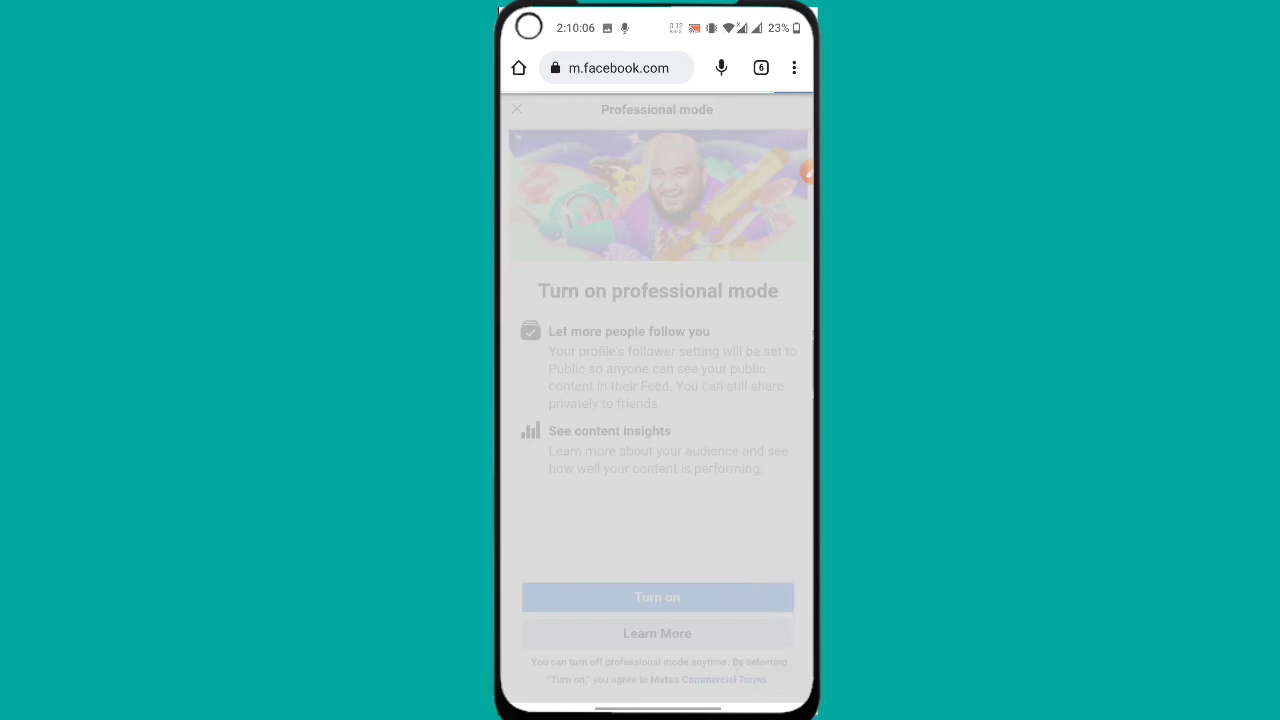 2:10:06
0.12
23%
m.facebook.com
6
Professional mode
Turn on professional mode
Let more people follow you
Your profile's follower setting will be set to
Public so anyone can see your public
content in their Feed. You can still share
privately to friends.
See content insights
Learn more about your audience and see
how well your content is performing.
Turn on
Learn More
You can turn off professional mode anytime. By selecting
"Turn on," you agree to Meta's Commercial Terms.